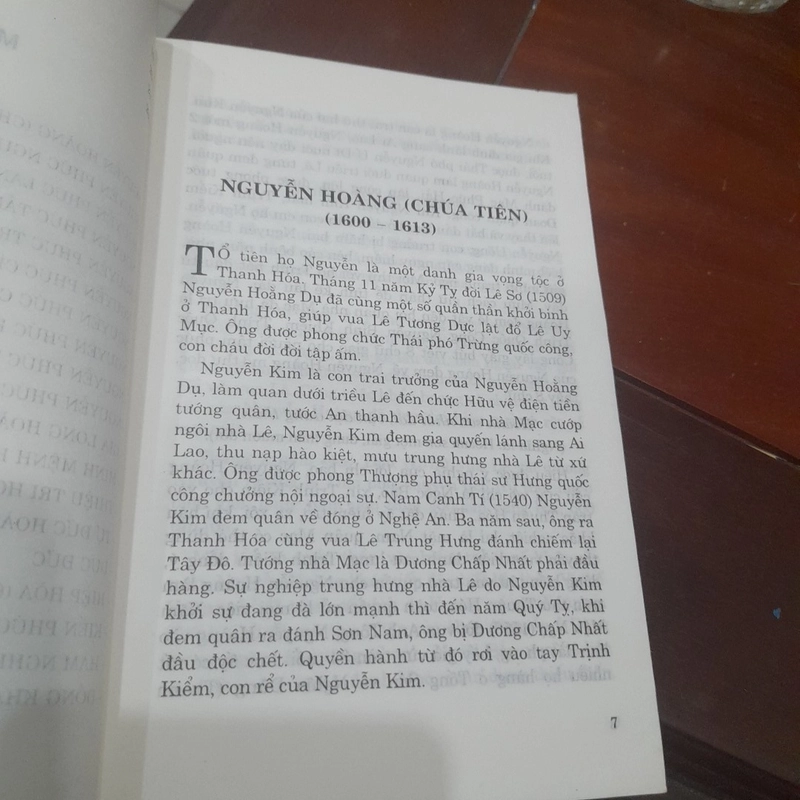 NGUYỄN HOÀNG (CHÚA TIÊN)
(1600 – 1613)
TỔ tiên họ Nguyễn là một danh gia vọng tộc ở
Thanh Hóa. Tháng 11 năm Kỷ Tỵ đời Lê Sơ (1509)
Nguyễn Hoằng Dụ đã cùng một số quần thần khởi binh
ở Thanh Hóa, giúp vua Lê Tương Dực lật đổ Lê Uy
Mục. Ông được phong chức Thái phó Trừng quốc công,
con cháu đời đời tập ấm.
Nguyễn Kim là con trai trưởng của Nguyễn Hoằng
Dụ, làm quan dưới triều Lê đến chức Hữu vệ điện tiền
tướng quân, tước An thanh hầu. Khi nhà Mạc cướp
ngôi nhà Lê, Nguyễn Kim đem gia quyến lánh sang Ai
Lao, thu nạp hào kiệt, mưu trung hưng nhà Lê từ xứ
khác. Ông được phong Thượng phụ thái sư Hưng quốc
công chưởng nội ngoại sự. Nam Canh Tí (1540) Nguyễn
Kim đem quân về đóng ở Nghệ An. Ba năm sau, ông ra
Thanh Hóa cùng vua Lê Trung Hưng đánh chiếm lại
Tây Đô. Tướng nhà Mạc là Dương Chấp Nhất phải đầu
hàng. Sự nghiệp trung hưng nhà Lê do Nguyễn Kim
khởi sự đang đà lớn mạnh thì đến năm Quý Tỵ, khi
đem quân ra đánh Sơn Nam, ông bị Dương Chấp Nhất
đầu độc chết. Quyền hành từ đó rơi vào tay Trịnh
Kiểm, con rể của Nguyễn Kim.
7